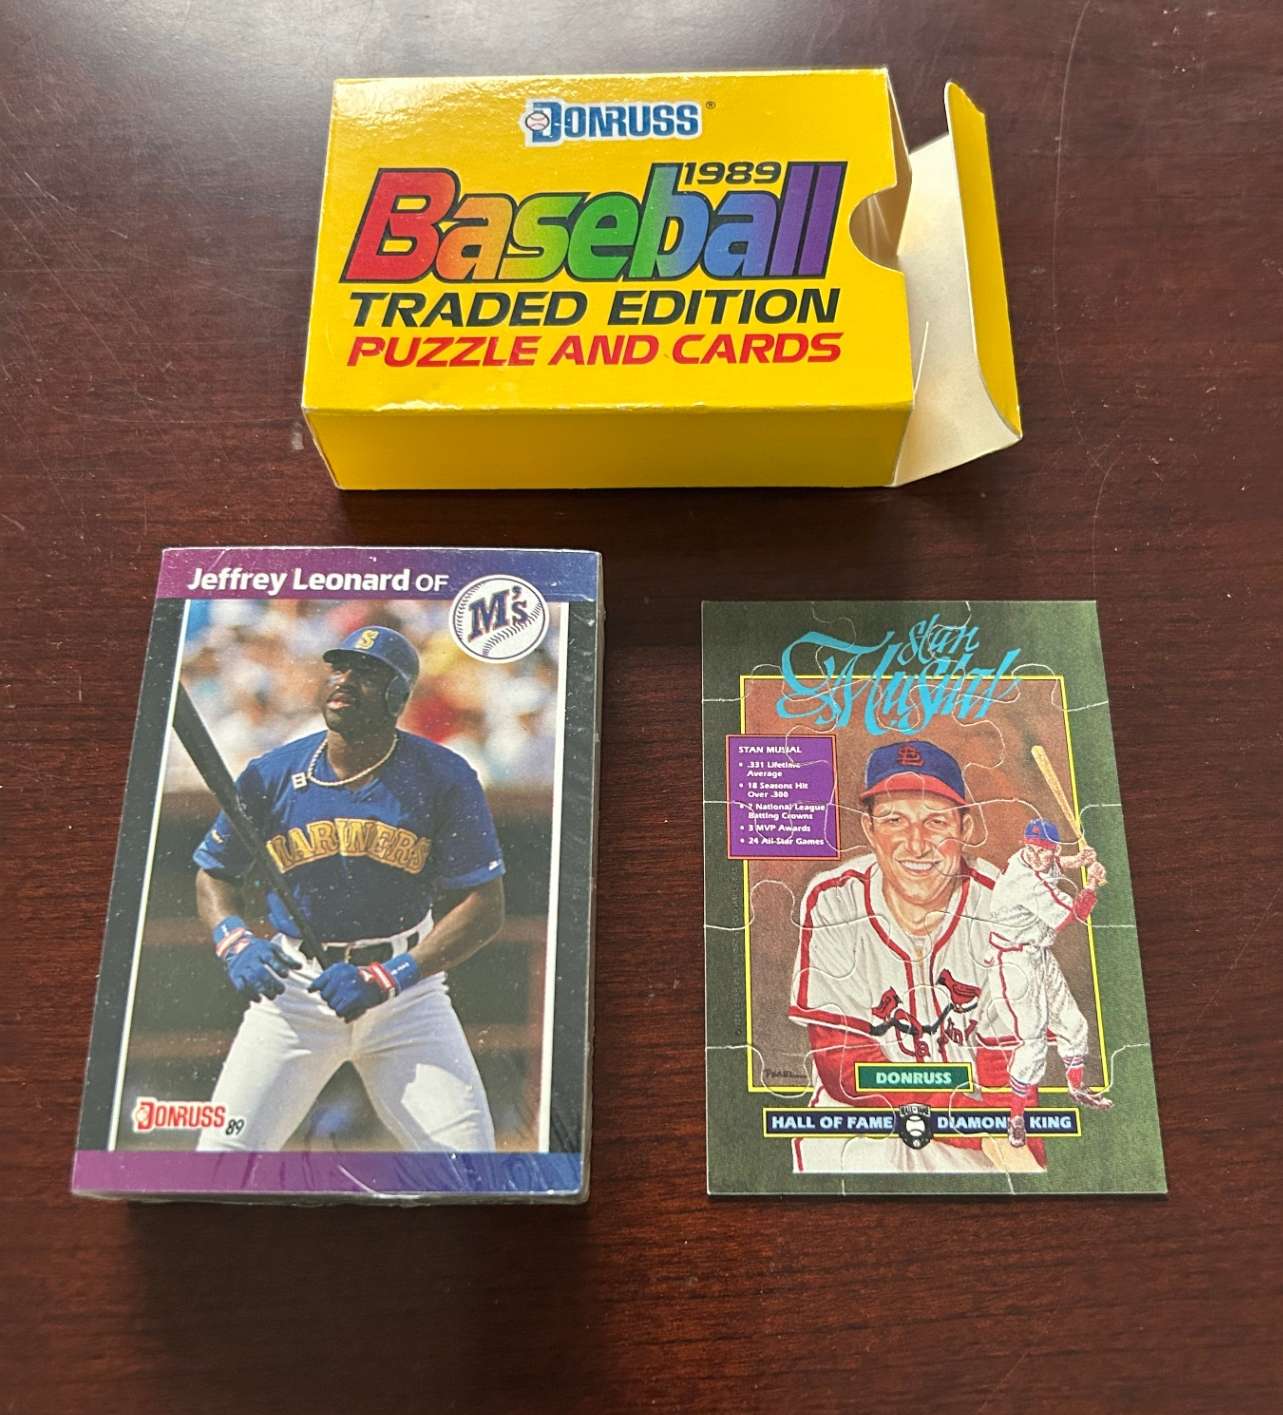 DONRUSS®
1989
Baseball
TRADED EDITION
PUZZLE AND CARDS
Jeffrey Leonard OF
M's
S
MARINERS
DONRUSS
89
Stan
Musial
STAN MUSIAL
• .331 Lifetime
Average
• 18 Seasons Hit
Over .300
• 7 National League
Batting Crowns
• 3 MVP Awards
• 24 All-Star Games
STL
DONRUSS
HALL OF FAME DIAMOND KING